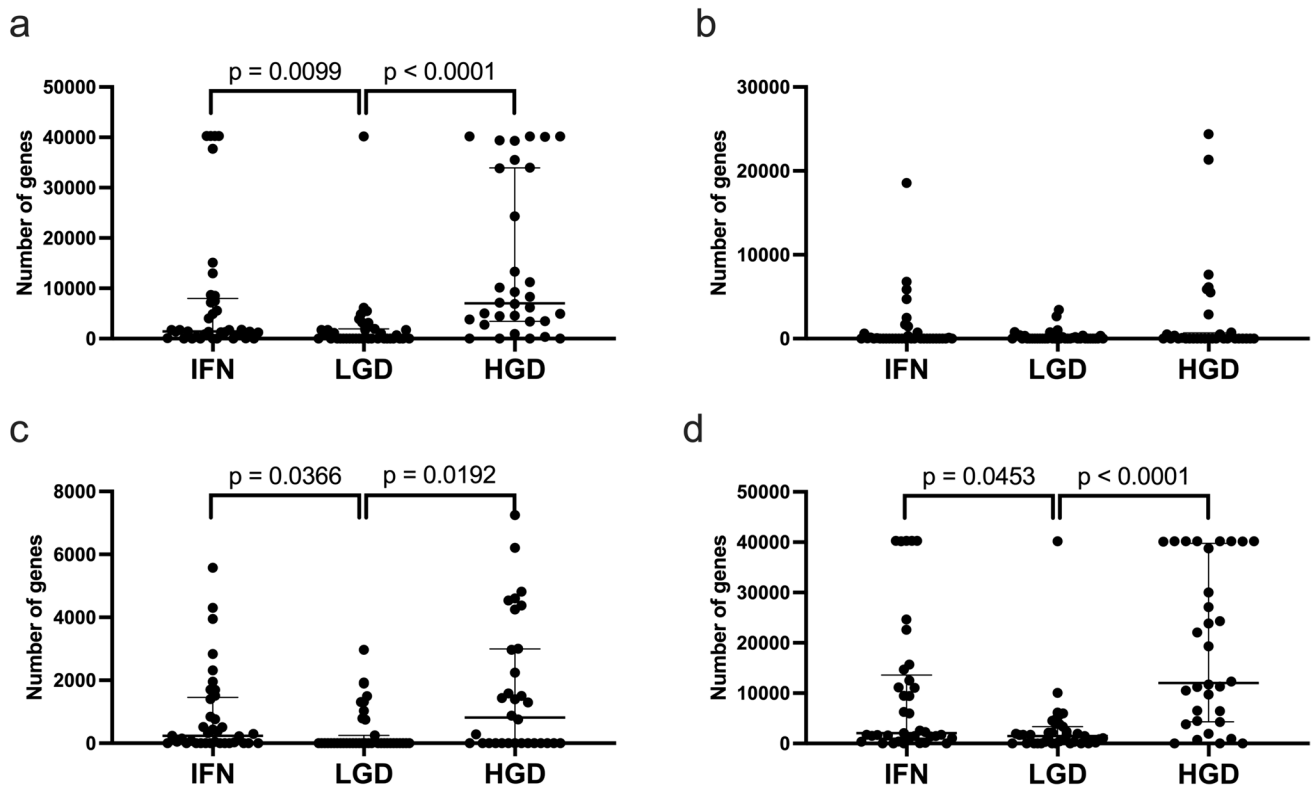 a
p = 0.0099
p < 0.0001
Number of genes
50000
40000
30000
20000
10000
0
IFN
LGD
HGD
b
Number of genes
30000
20000
10000
0
IFN
LGD
HGD
c
p = 0.0366
p = 0.0192
Number of genes
8000
6000
4000
2000
0
IFN
LGD
HGD
d
p = 0.0453
p < 0.0001
Number of genes
50000
40000
30000
20000
10000
0
IFN
LGD
HGD